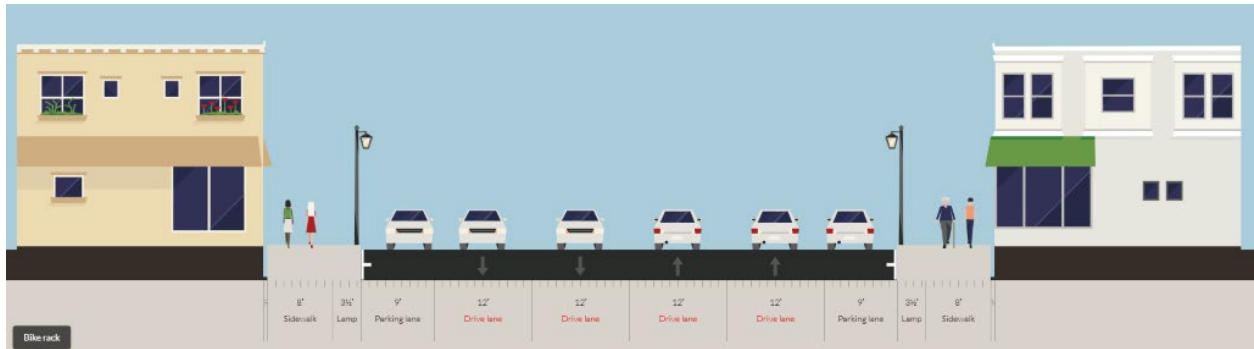 8' 3½' 9' 12' 12' 12' 12' 9' 3½' 8'
Sidewalk Lamp Parking lane Drive lane Drive lane Drive lane Drive lane Parking lane Lamp Sidewalk
Bike rack